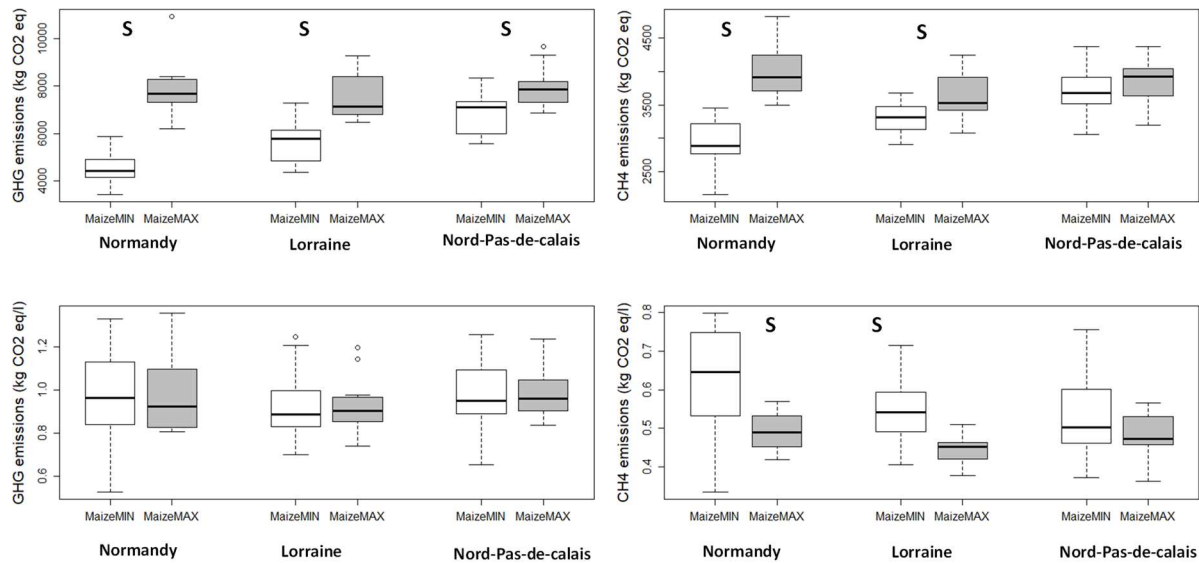 GHG emissions (kg CO2 eq)
10000
8000
6000
4000
S
S
S
MaizeMIN MaizeMAX MaizeMIN MaizeMAX MaizeMIN MaizeMAX
Normandy Lorraine Nord-Pas-de-calais
CH4 emissions (kg CO2 eq)
4500
3500
2500
S
S
MaizeMIN MaizeMAX MaizeMIN MaizeMAX MaizeMIN MaizeMAX
Normandy Lorraine Nord-Pas-de-calais
GHG emissions (kg CO2 eq/l)
1.2
1.0
0.8
0.6
MaizeMIN MaizeMAX MaizeMIN MaizeMAX MaizeMIN MaizeMAX
Normandy Lorraine Nord-Pas-de-calais
CH4 emissions (kg CO2 eq/l)
0.8
0.7
0.6
0.5
0.4
S
S
MaizeMIN MaizeMAX MaizeMIN MaizeMAX MaizeMIN MaizeMAX
Normandy Lorraine Nord-Pas-de-calais